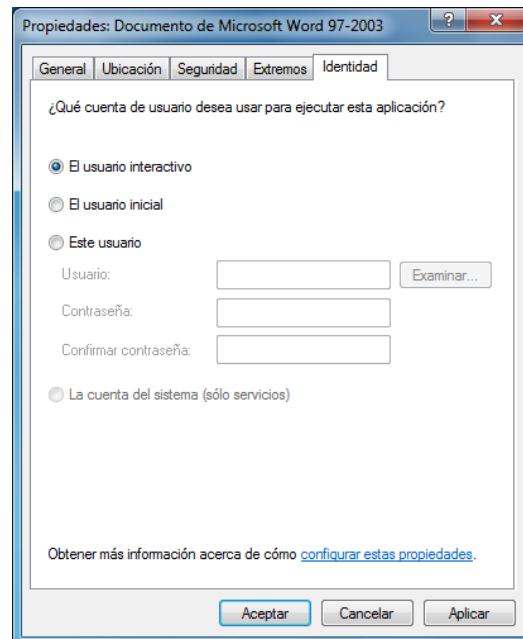 Propiedades: Documento de Microsoft Word 97-2003
General Ubicación Seguridad Extremos Identidad
¿Qué cuenta de usuario desea usar para ejecutar esta aplicación?
El usuario interactivo
El usuario inicial
Este usuario
Usuario: Examinar...
Contraseña:
Confirmar contraseña:
La cuenta del sistema (sólo servicios)
Obtener más información acerca de cómo configurar estas propiedades.
Aceptar Cancelar Aplicar